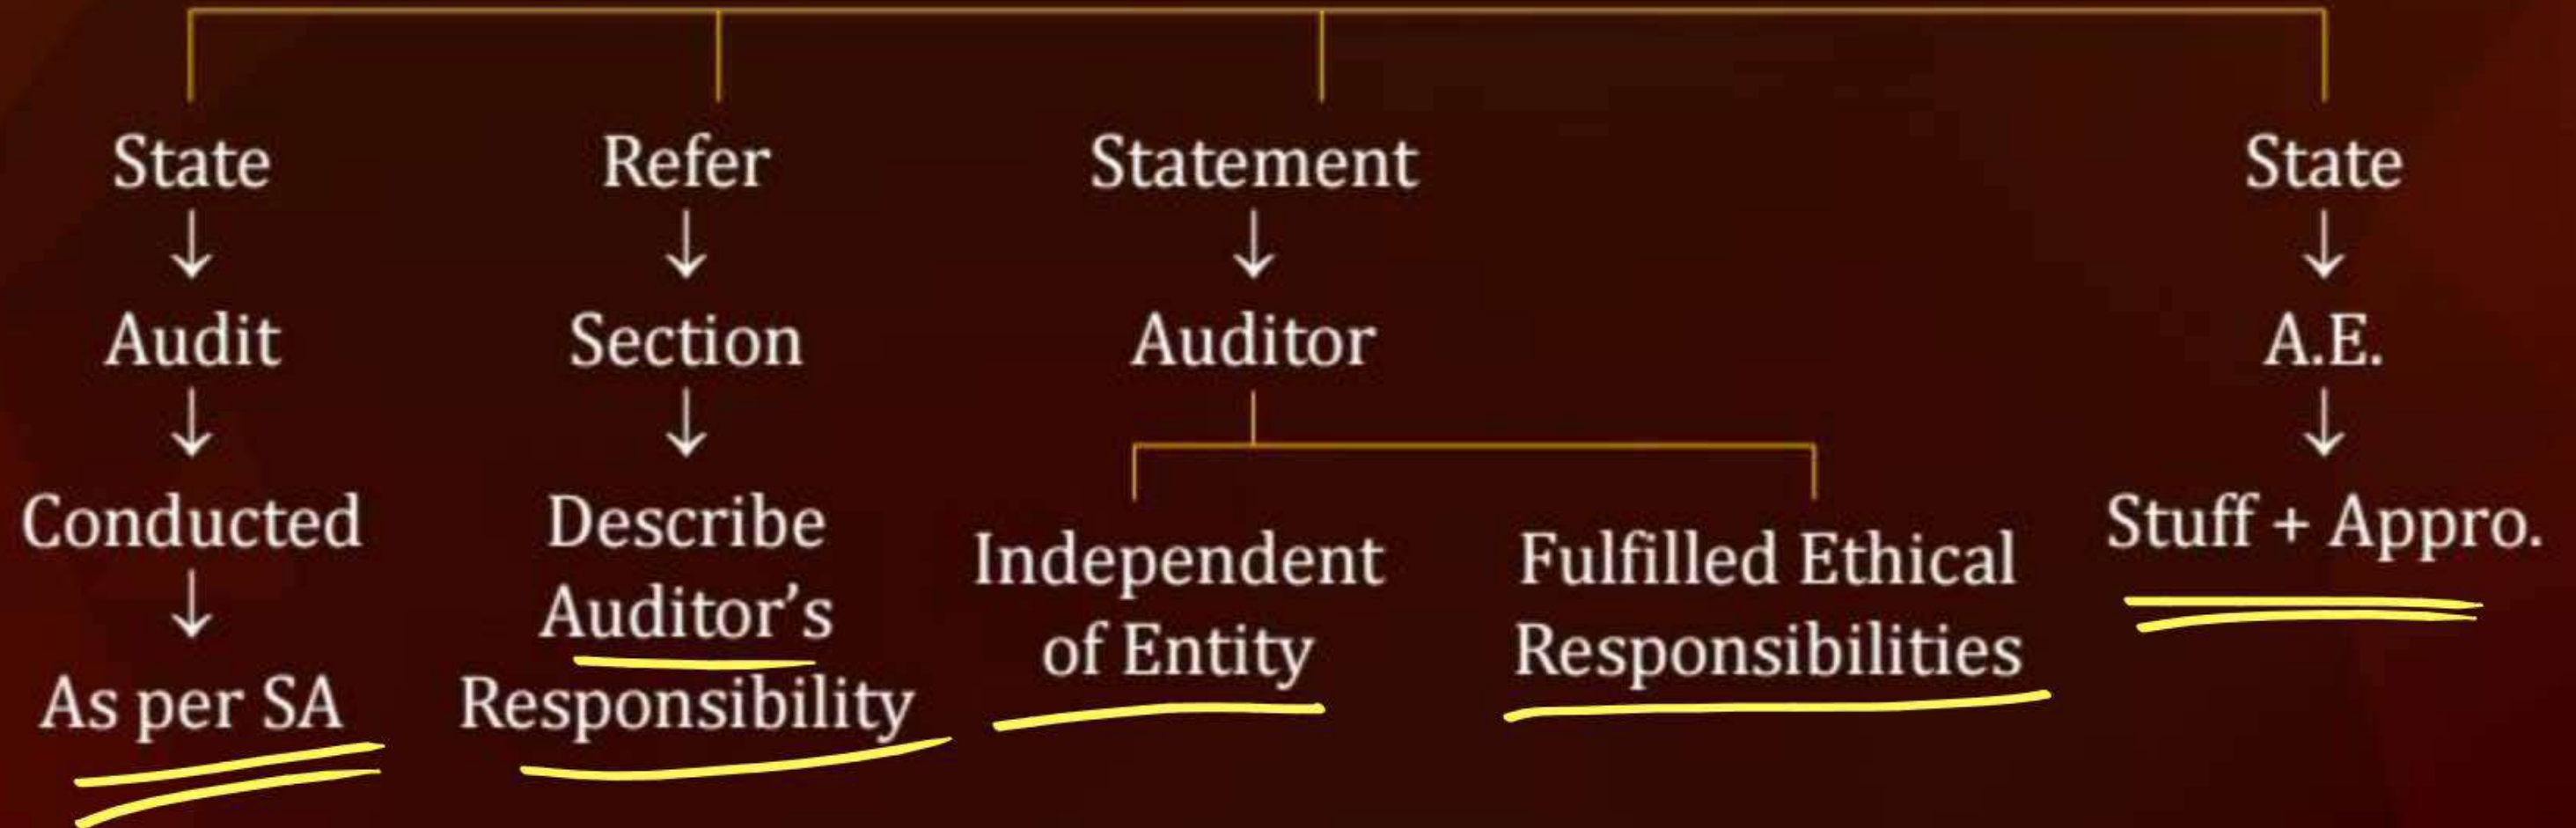 State
↓
Audit
↓
Conducted
↓
As per SA
Refer
↓
Section
↓
Describe
Auditor’s
Responsibility
Statement
↓
Auditor
Independent
of Entity
Fulfilled Ethical
Responsibilities
State
↓
A.E.
↓
Stuff + Appro.